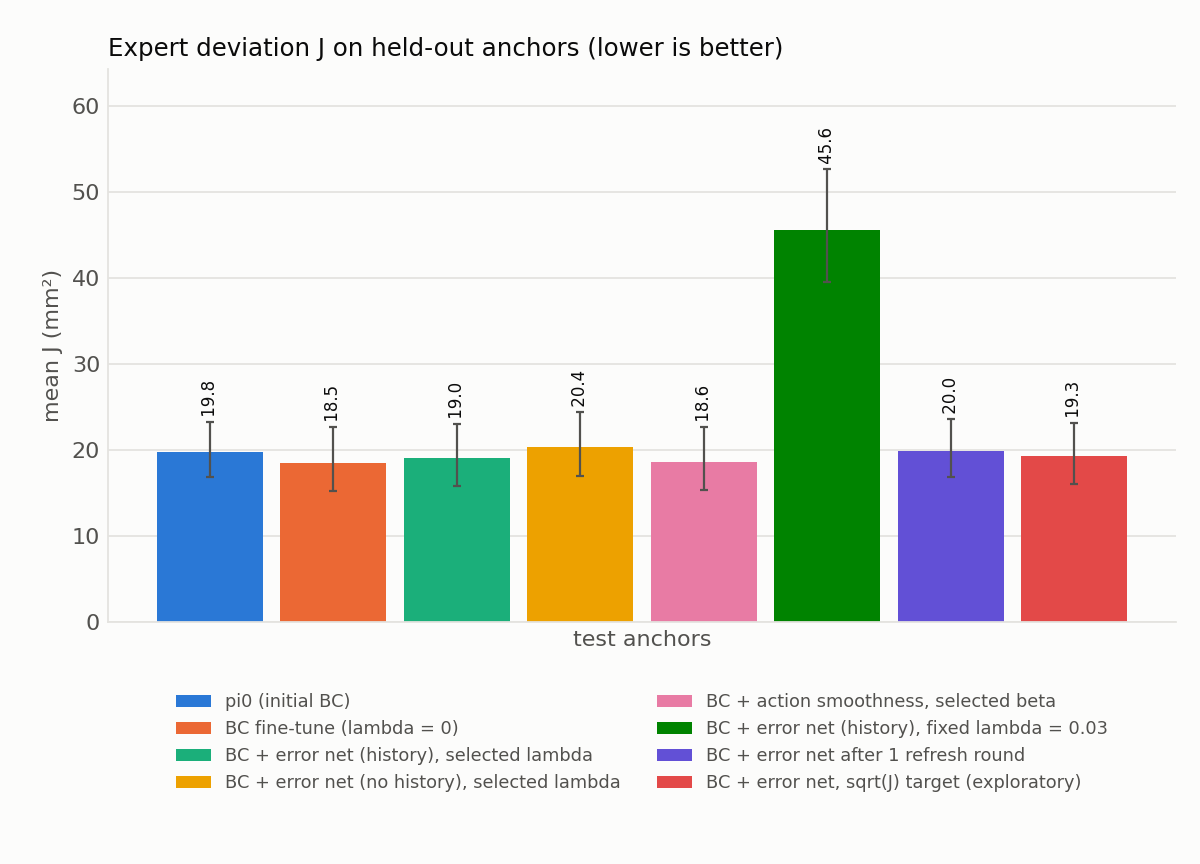 Expert deviation J on held-out anchors (lower is better)
60
50
40
30
20
10
0
mean J (mm²)
19.8
18.5
19.0
20.4
18.6
45.6
20.0
19.3
test anchors
pi0 (initial BC)
BC fine-tune (lambda = 0)
BC + error net (history), selected lambda
BC + error net (no history), selected lambda
BC + action smoothness, selected beta
BC + error net (history), fixed lambda = 0.03
BC + error net after 1 refresh round
BC + error net, sqrt(J) target (exploratory)